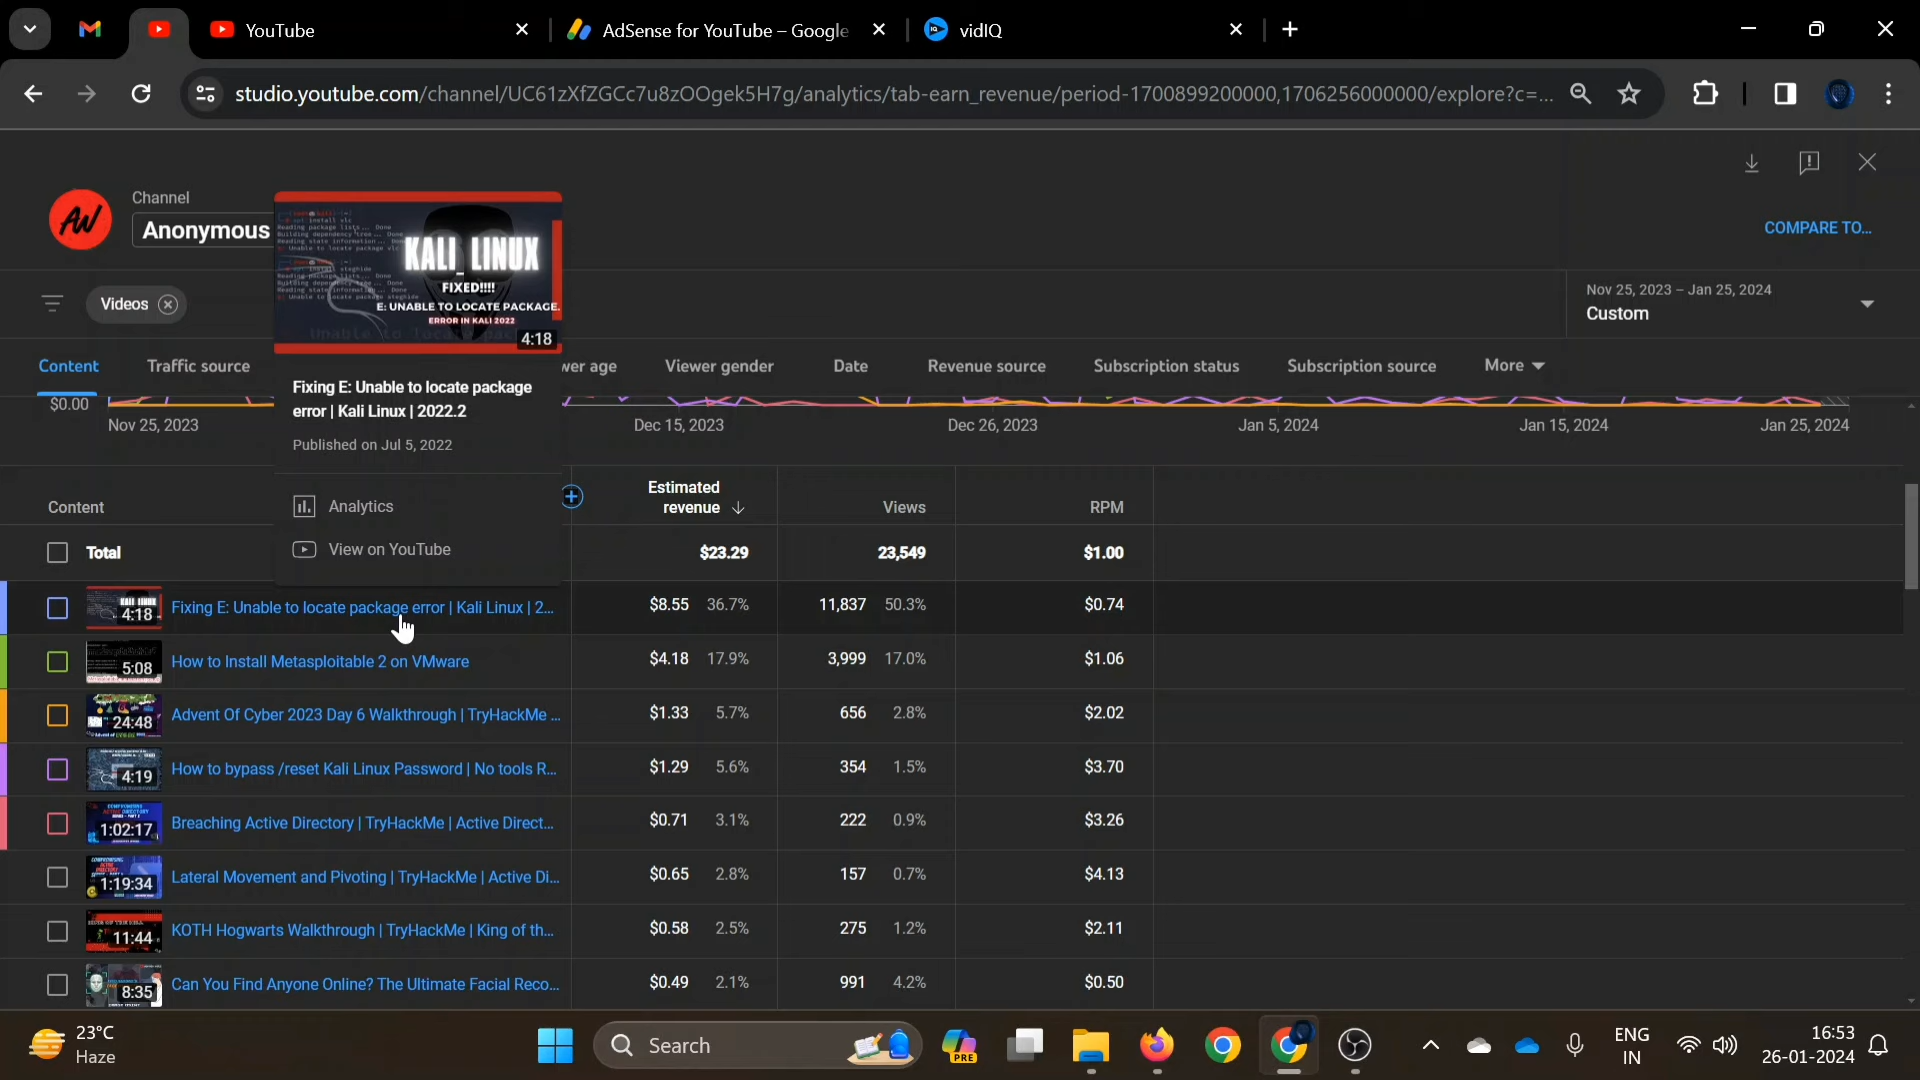 YouTube
AdSense for YouTube – Google
vidIQ
studio.youtube.com/channel/UC61zXfZGCc7u8zOOgek5H7g/analytics/tab-earn_revenue/period-1700899200000,1706256000000/explore?c=...
Channel
Anonymous
COMPARE TO...
KALI LINUX
FIXED!!!!
E: UNABLE TO LOCATE PACKAGE.
ERROR IN KALI 2022
4:18
Videos
Nov 25, 2023 – Jan 25, 2024
Custom
Content Traffic source wer age Viewer gender Date Revenue source Subscription status Subscription source More
Fixing E: Unable to locate package
error | Kali Linux | 2022.2
Published on Jul 5, 2022
$0.00
Nov 25, 2023 Dec 15, 2023 Dec 26, 2023 Jan 5, 2024 Jan 15, 2024 Jan 25, 2024
Analytics
View on YouTube
Content Estimated revenue Views RPM
Total $23.29 23,549 $1.00
4:18 Fixing E: Unable to locate package error | Kali Linux | 2... $8.55 36.7% 11,837 50.3% $0.74
5:08 How to Install Metasploitable 2 on VMware $4.18 17.9% 3,999 17.0% $1.06
24:48 Advent Of Cyber 2023 Day 6 Walkthrough | TryHackMe ... $1.33 5.7% 656 2.8% $2.02
4:19 How to bypass /reset Kali Linux Password | No tools R... $1.29 5.6% 354 1.5% $3.70
1:02:17 Breaching Active Directory | TryHackMe | Active Direct... $0.71 3.1% 222 0.9% $3.26
1:19:34 Lateral Movement and Pivoting | TryHackMe | Active Di... $0.65 2.8% 157 0.7% $4.13
11:44 KOTH Hogwarts Walkthrough | TryHackMe | King of th... $0.58 2.5% 275 1.2% $2.11
8:35 Can You Find Anyone Online? The Ultimate Facial Reco... $0.49 2.1% 991 4.2% $0.50
23°C
Haze
Search
PRE
ENG
IN
16:53
26-01-2024